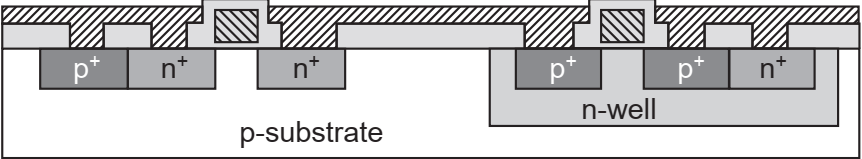 p⁺ n⁺ n⁺ p⁺ p⁺ n⁺
n-well
p-substrate